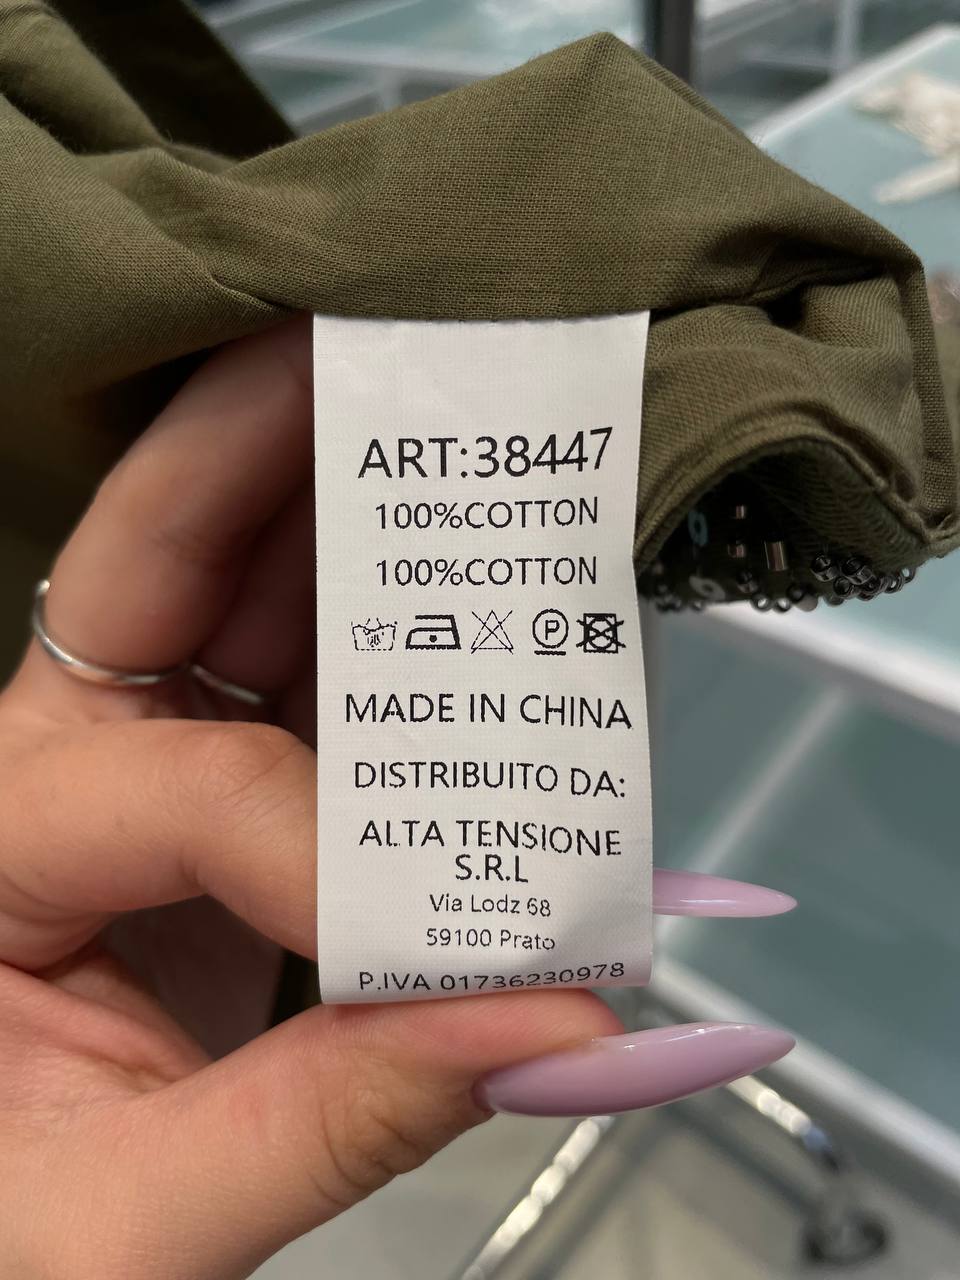 ART:38447
100%COTTON
100%COTTON
P
MADE IN CHINA
DISTRIBUITO DA:
ALTA TENSIONE
S.R.L
Via Lodz 68
59100 Prato
P.IVA 01736230978